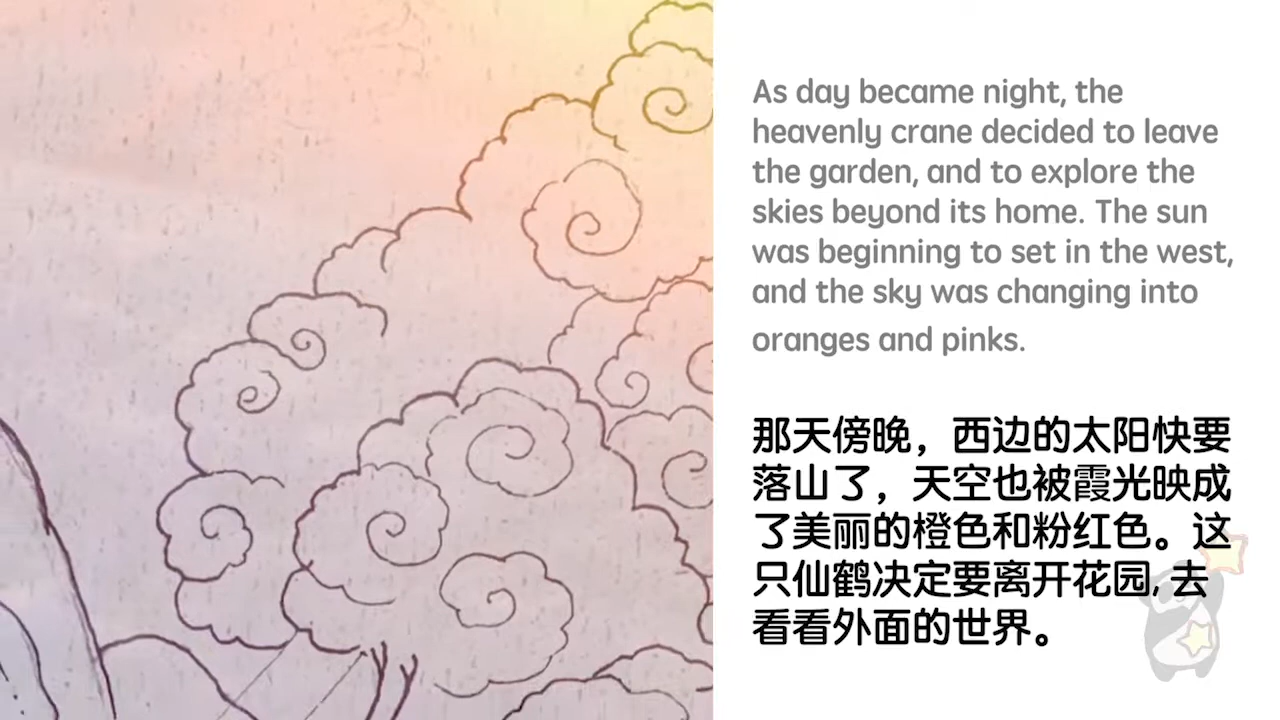 As day became night, the
heavenly crane decided to leave
the garden, and to explore the
skies beyond its home. The sun
was beginning to set in the west,
and the sky was changing into
oranges and pinks.
那天傍晚，西边的太阳快要
落山了，天空也被霞光映成
了美丽的橙色和粉红色。这
只仙鹤决定要离开花园,去
看看外面的世界。